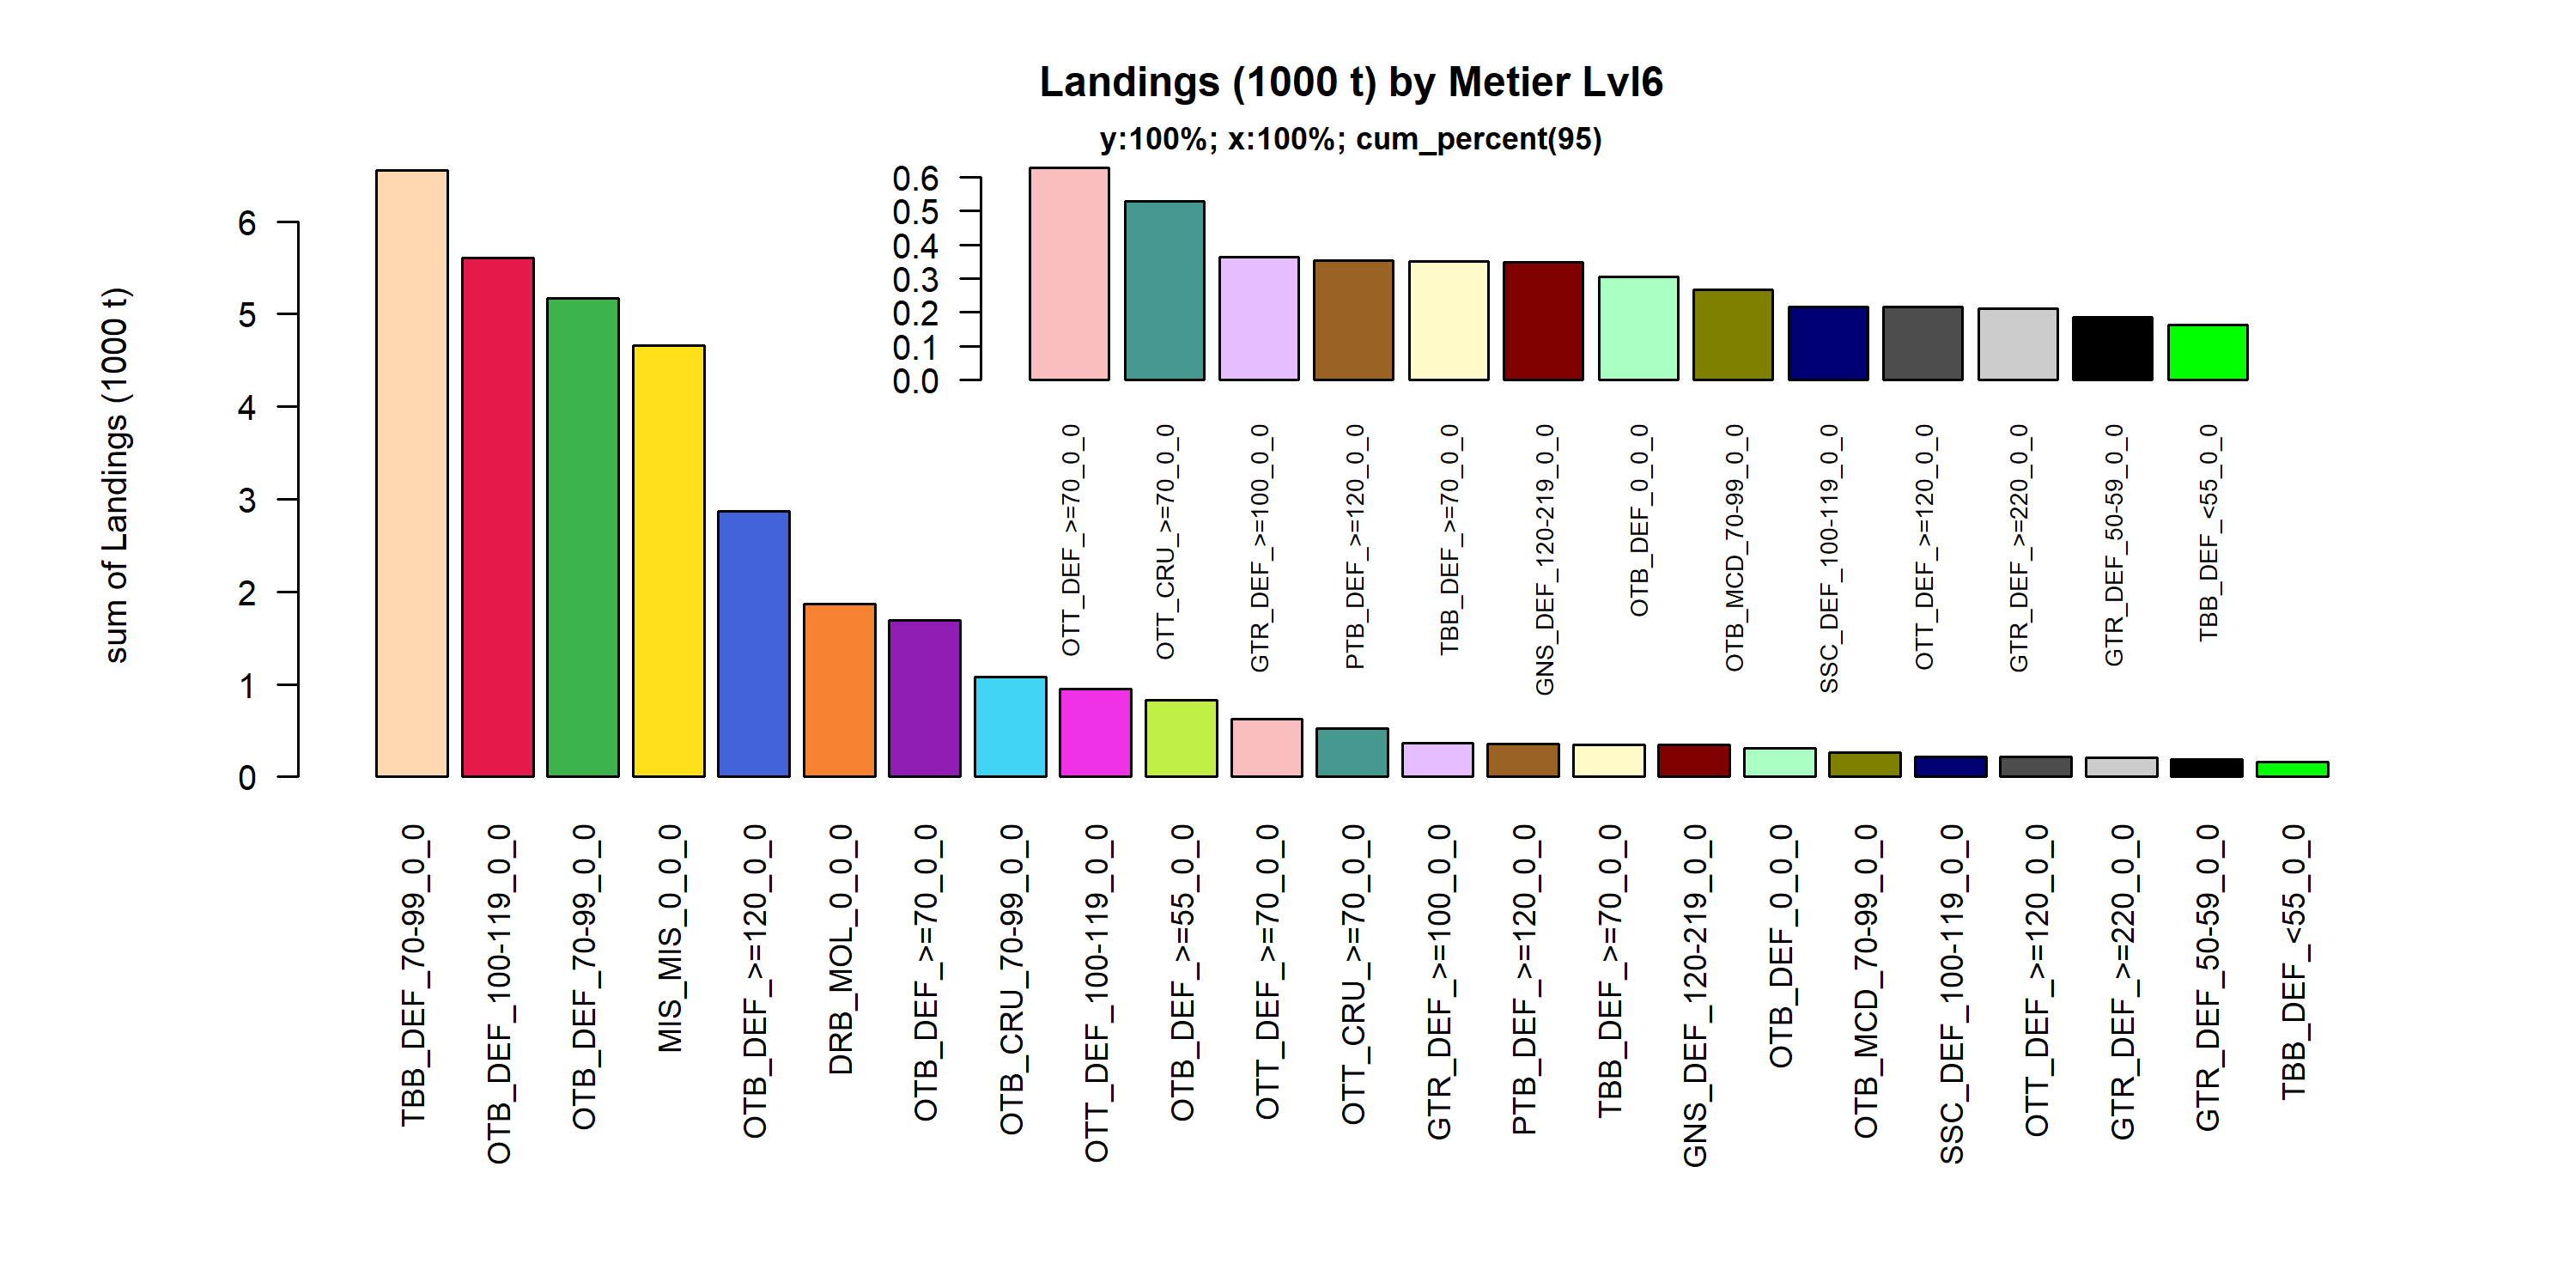 Landings (1000 t) by Metier Lvl6
y:100%; x:100%; cum_percent(95)
sum of Landings (1000 t)
6
5
4
3
2
1
0
0.6
0.5
0.4
0.3
0.2
0.1
0.0
OTT_DEF_>=70_0_0
OTT_CRU_>=70_0_0
GTR_DEF_>=100_0_0
PTB_DEF_>=120_0_0
TBB_DEF_>=70_0_0
GNS_DEF_120-219_0_0
OTB_DEF_0_0_0
OTB_MCD_70-99_0_0
SSC_DEF_100-119_0_0
OTT_DEF_>=120_0_0
GTR_DEF_>=220_0_0
GTR_DEF_50-59_0_0
TBB_DEF_<55_0_0
TBB_DEF_70-99_0_0
OTB_DEF_100-119_0_0
OTB_DEF_70-99_0_0
MIS_MIS_0_0_0
OTB_DEF_>=120_0_0
DRB_MOL_0_0_0
OTB_DEF_>=70_0_0
OTB_CRU_70-99_0_0
OTT_DEF_100-119_0_0
OTB_DEF_>=55_0_0
OTT_DEF_>=70_0_0
OTT_CRU_>=70_0_0
GTR_DEF_>=100_0_0
PTB_DEF_>=120_0_0
TBB_DEF_>=70_0_0
GNS_DEF_120-219_0_0
OTB_DEF_0_0_0
OTB_MCD_70-99_0_0
SSC_DEF_100-119_0_0
OTT_DEF_>=120_0_0
GTR_DEF_>=220_0_0
GTR_DEF_50-59_0_0
TBB_DEF_<55_0_0